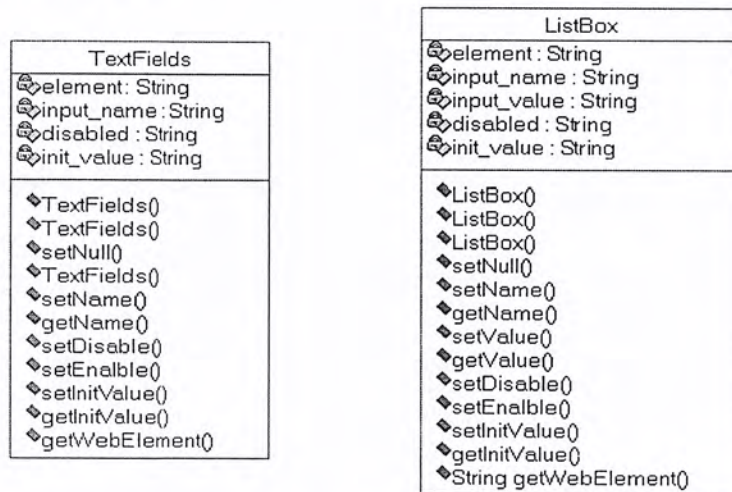 TextFields
element : String
input_name : String
disabled : String
init_value : String
TextFields()
TextFields()
setNull()
TextFields()
setName()
getName()
setDisable()
setEnalble()
setInitValue()
getInitValue()
getWebElement()
ListBox
element : String
input_name : String
input_value : String
disabled : String
init_value : String
ListBox()
ListBox()
ListBox()
setNull()
setName()
getName()
setValue()
getValue()
setDisable()
setEnalble()
setInitValue()
getInitValue()
String getWebElement()